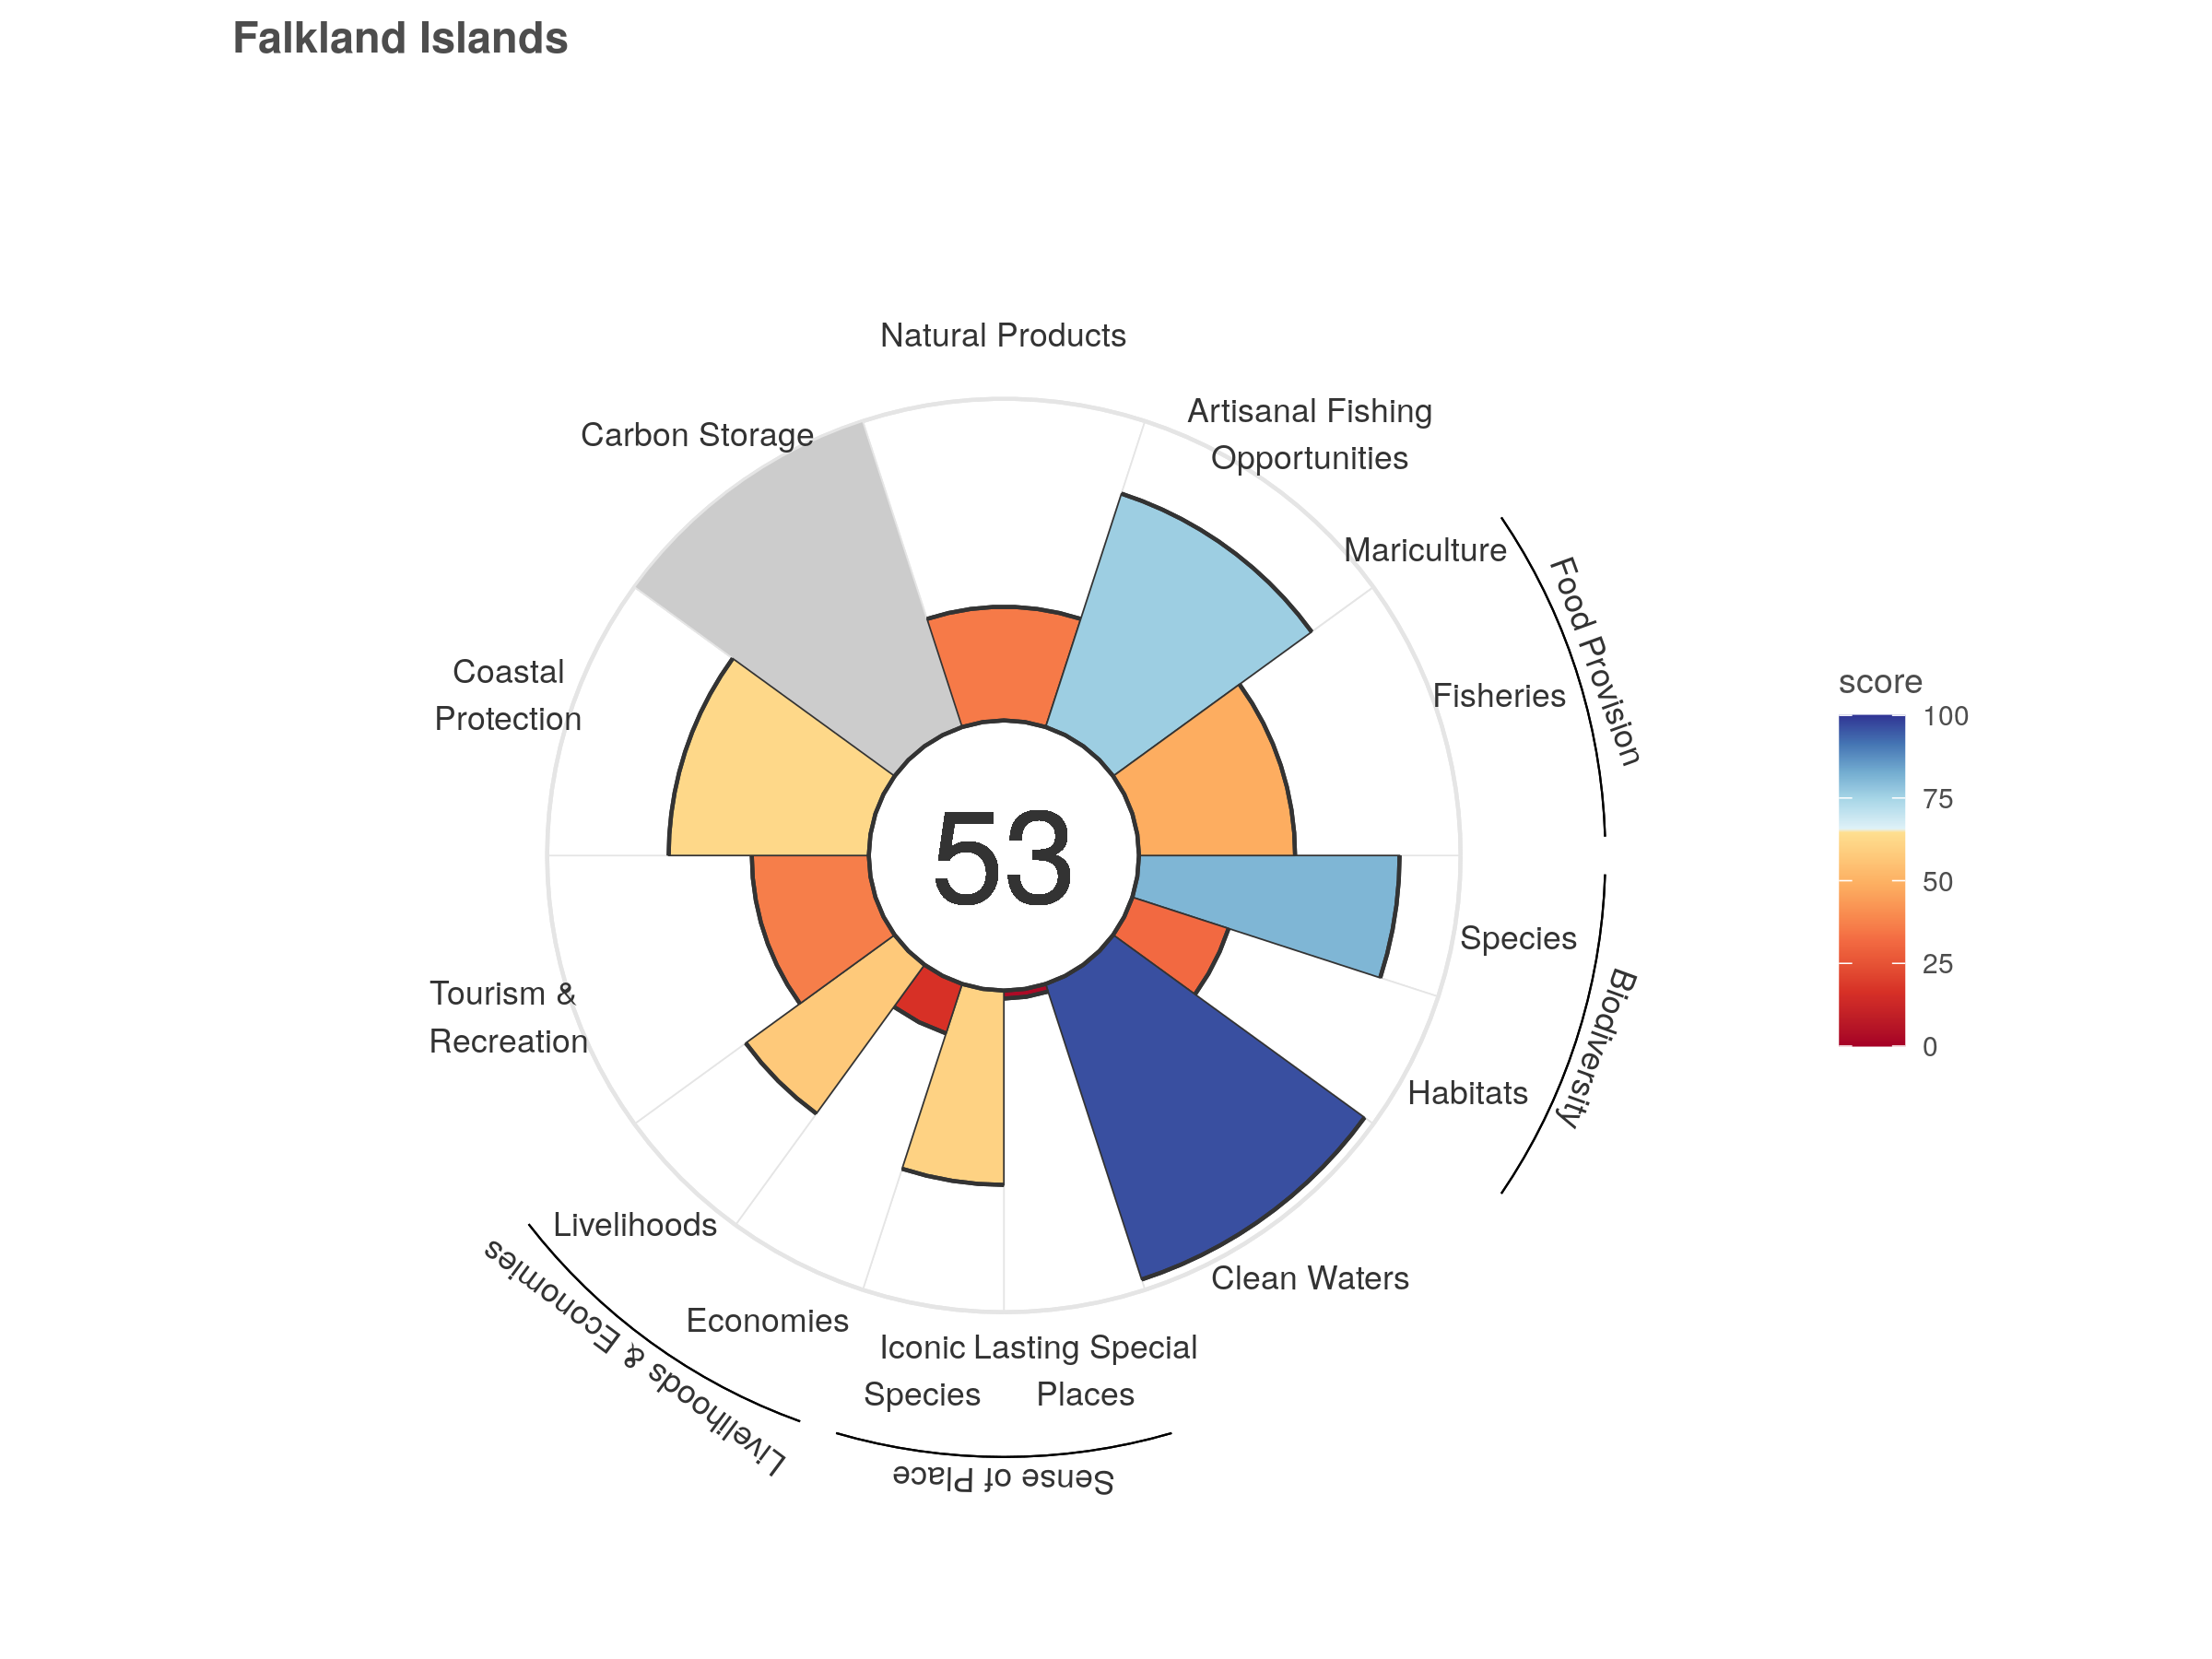 Falkland Islands
Natural Products
Artisanal Fishing
Opportunities
Carbon Storage
Mariculture
Food Provision
Fisheries
Coastal
Protection
score
100
75
50
25
0
53
Species
Biodiversity
Habitats
Tourism &
Recreation
Livelihoods
Livelihoods & Economies
Clean Waters
Economies
Iconic
Species
Lasting Special
Places
Sense of Place